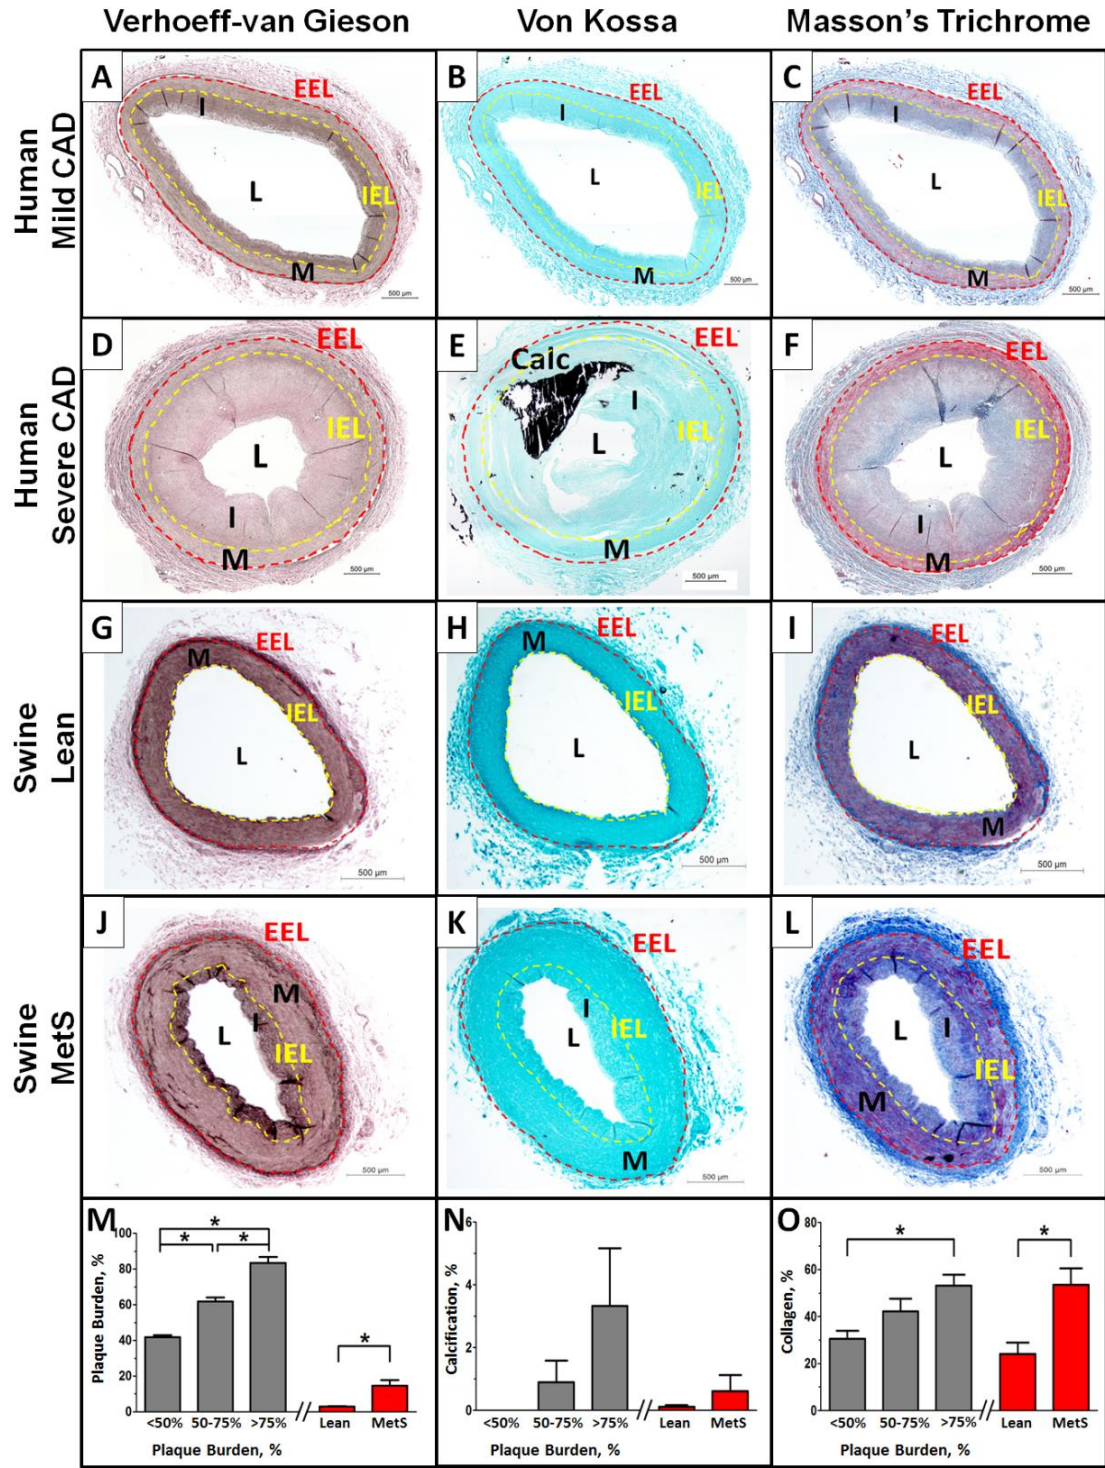 Verhoeff-van Gieson Von Kossa Masson's Trichrome
Human
Mild CAD
A EEL I L IEL M 500 µm
B EEL I L IEL M 500 µm
C EEL I L IEL M 500 µm
Human
Severe CAD
D EEL IEL L I M 500 µm
E EEL Calc I IEL L M 500 µm
F EEL IEL L I M 500 µm
Swine
Lean
G EEL M IEL L 500 µm
H EEL M IEL L 500 µm
I EEL IEL L M 500 µm
Swine
MetS
J EEL M I L IEL 500 µm
K EEL I IEL L M 500 µm
L EEL L I IEL M 500 µm
M
Plaque Burden, %
100
80
60
40
20
0
* * * *
<50% 50-75% >75% // Lean MetS
Plaque Burden, %
N
Calcification, %
6
4
2
0
<50% 50-75% >75% // Lean MetS
Plaque Burden, %
O
Collagen, %
80
60
40
20
0
* *
<50% 50-75% >75% // Lean MetS
Plaque Burden, %